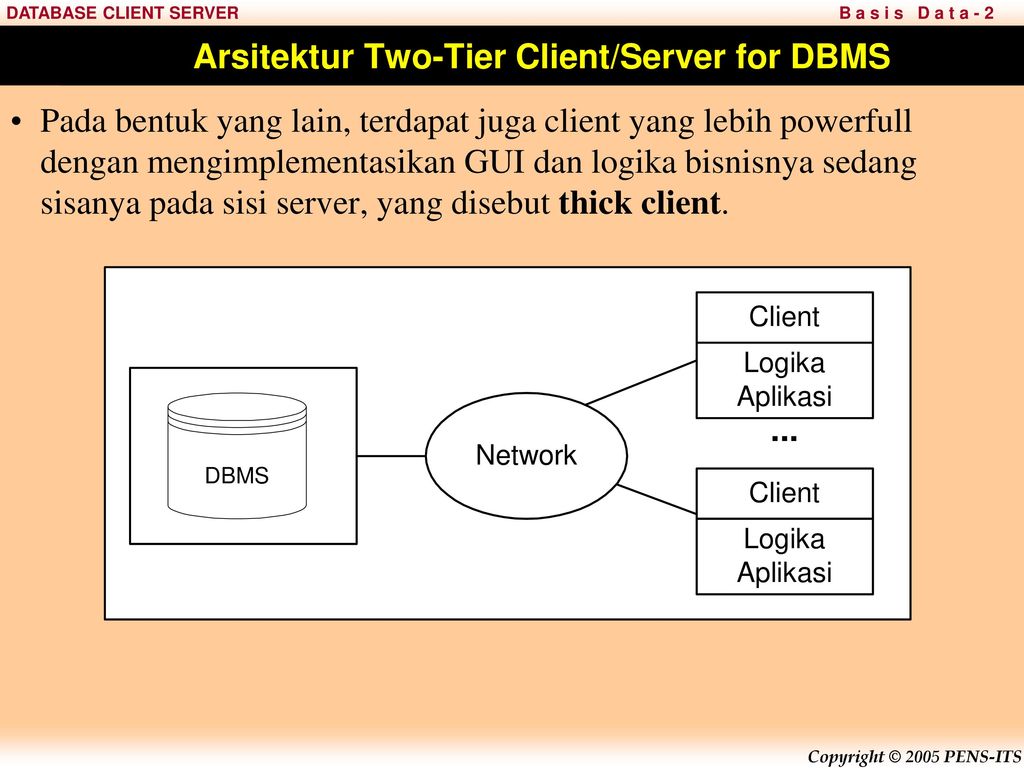 DATABASE CLIENT SERVER
Basis Data-2
Arsitektur Two-Tier Client/Server for DBMS
• Pada bentuk yang lain, terdapat juga client yang lebih powerfull
dengan mengimplementasikan GUI dan logika bisnisnya sedang
sisanya pada sisi server, yang disebut thick client.
Client
Logika
Aplikasi
...
Network
DBMS
Client
Logika
Aplikasi
Copyright © 2005 PENS-ITS